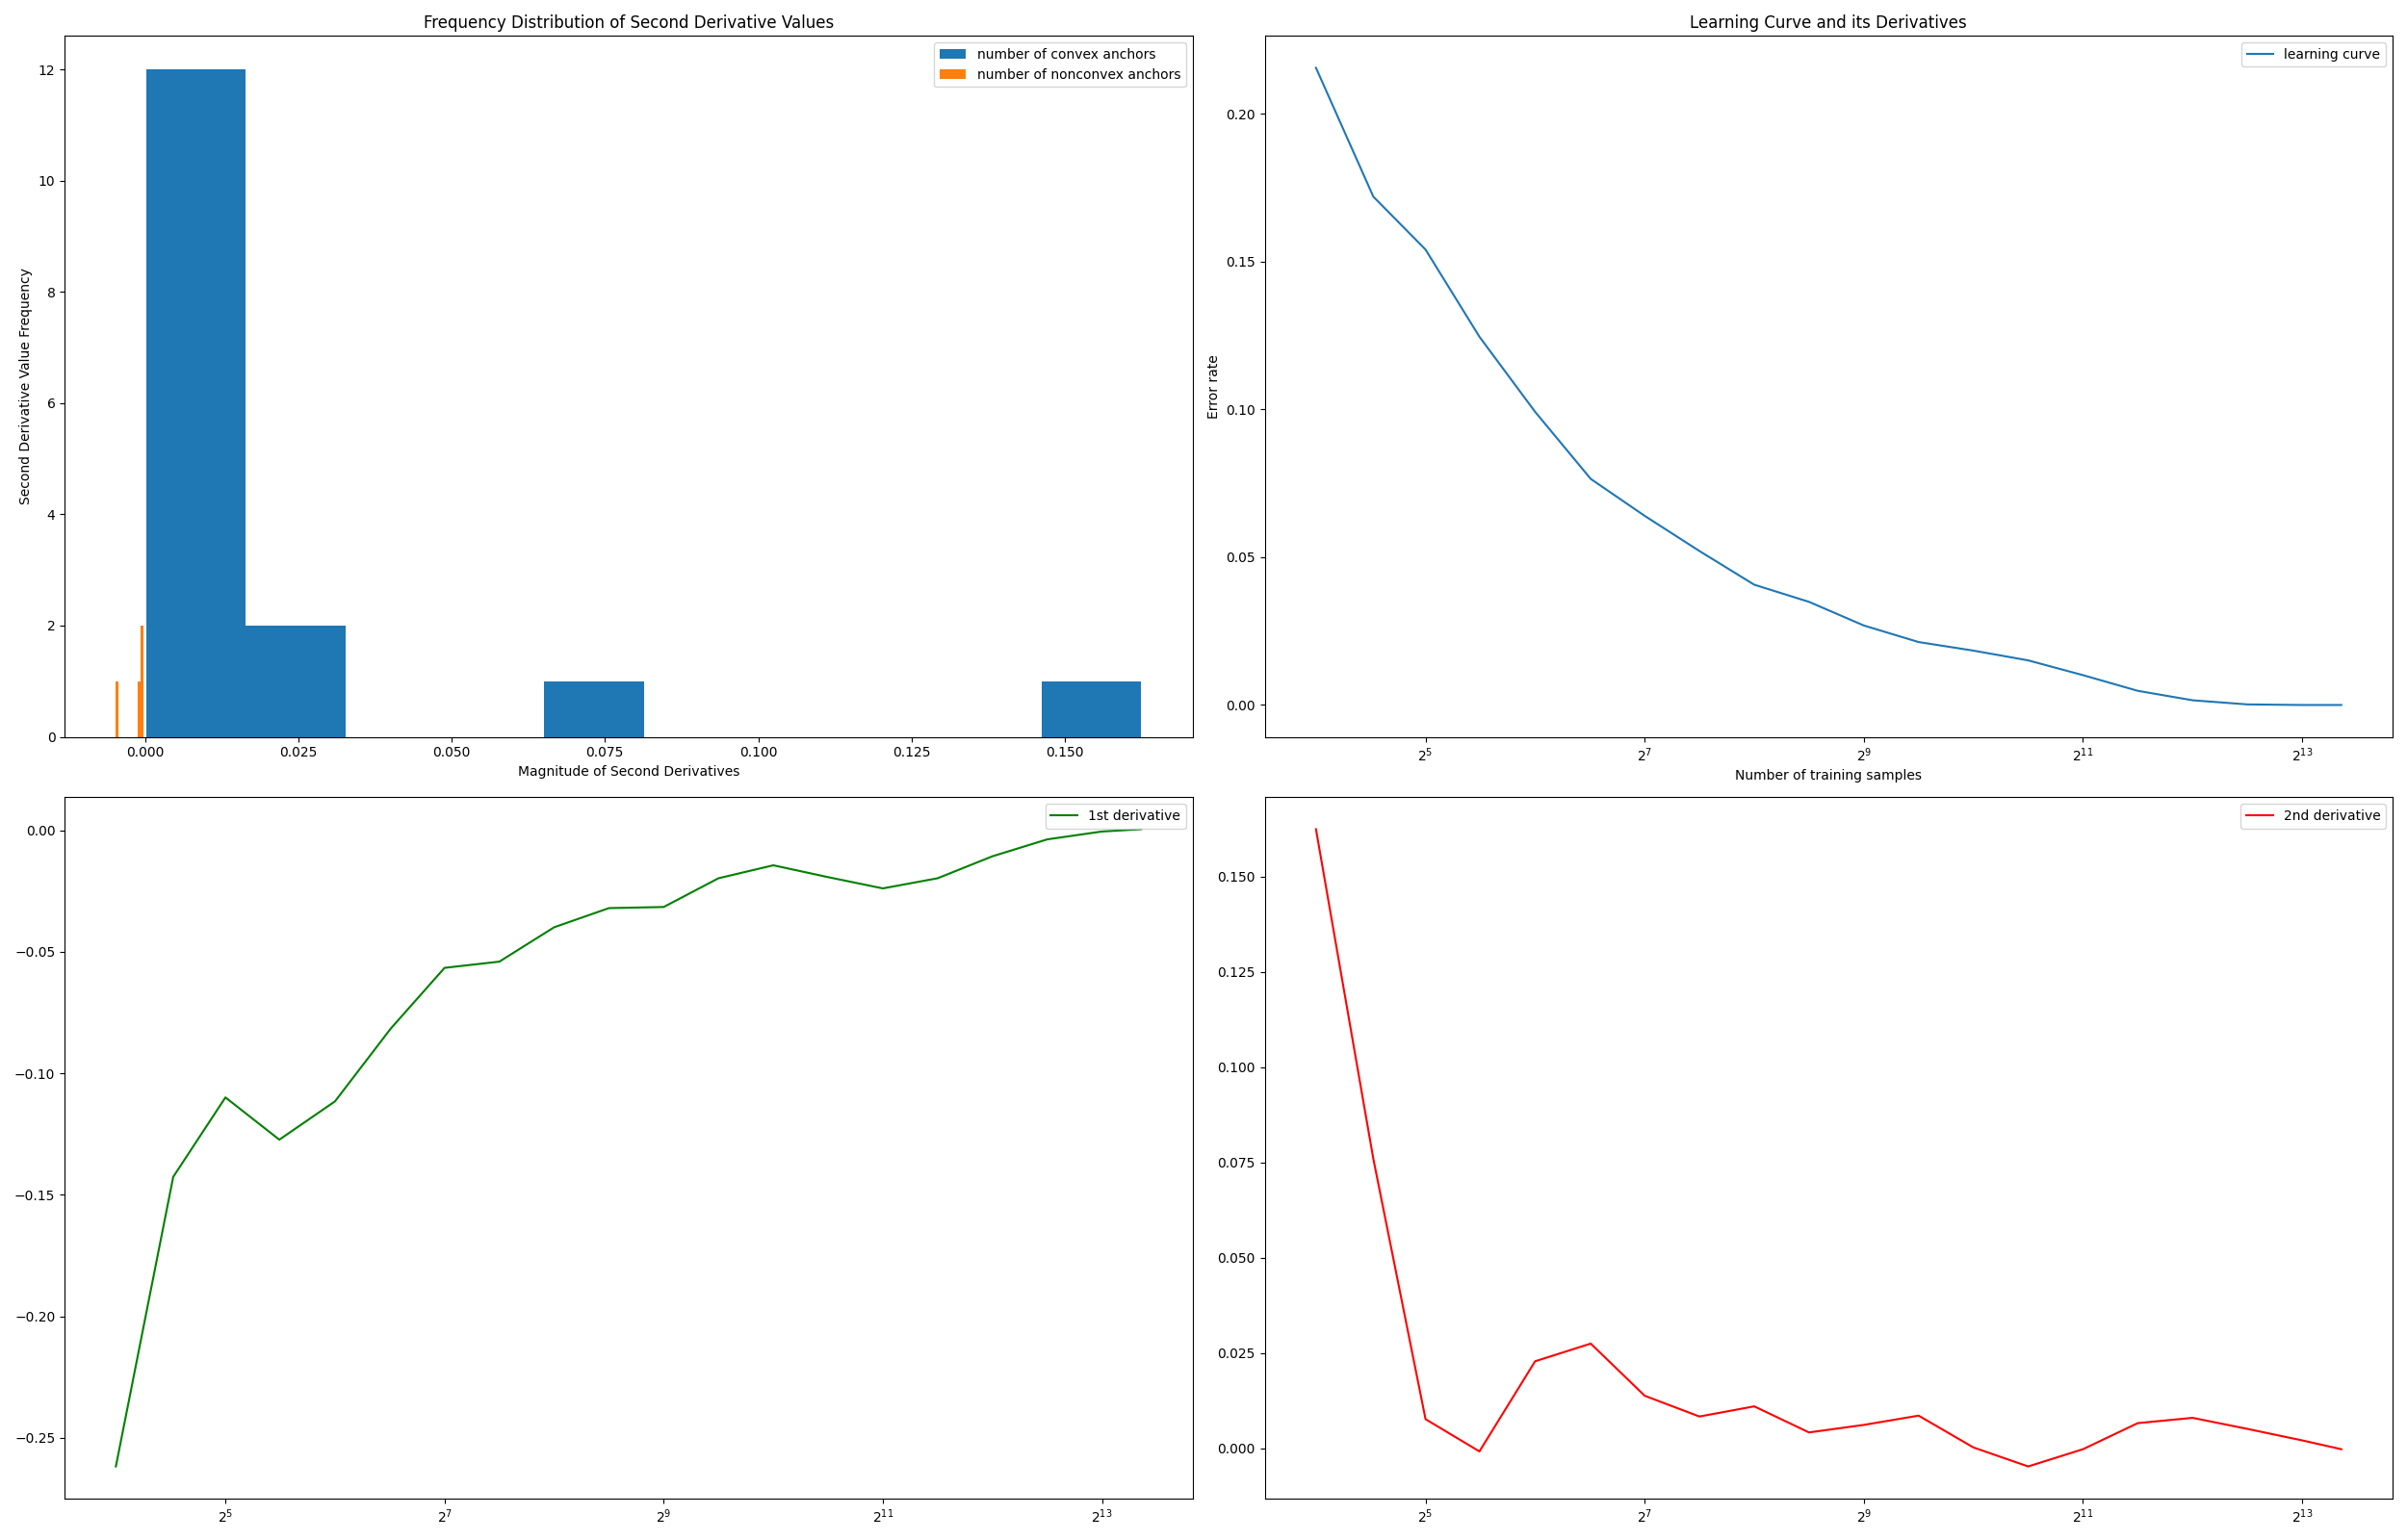 Frequency Distribution of Second Derivative Values
number of convex anchors
number of nonconvex anchors
Second Derivative Value Frequency
12
10
8
6
4
2
0
0.000 0.025 0.050 0.075 0.100 0.125 0.150
Magnitude of Second Derivatives
Learning Curve and its Derivatives
learning curve
Error rate
0.20
0.15
0.10
0.05
0.00
2^5 2^7 2^9 2^11 2^13
Number of training samples
1st derivative
0.00
−0.05
−0.10
−0.15
−0.20
−0.25
2^5 2^7 2^9 2^11 2^13
2nd derivative
0.150
0.125
0.100
0.075
0.050
0.025
0.000
2^5 2^7 2^9 2^11 2^13